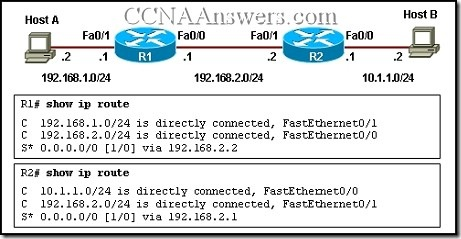 CCNAAnswers.com
Host A
Fa0/1
Fa0/0
Fa0/1
Fa0/0
Host B
.2
.1
R1
.1
.2
R2
.1
.2
192.168.1.0/24
192.168.2.0/24
10.1.1.0/24
R1# show ip route
C 192.168.1.0/24 is directly connected, FastEthernet0/1
C 192.168.2.0/24 is directly connected, FastEthernet0/0
S* 0.0.0.0/0 [1/0] via 192.168.2.2
R2# show ip route
C 10.1.1.0/24 is directly connected, FastEthernet0/0
C 192.168.2.0/24 is directly connected, FastEthernet0/1
S* 0.0.0.0/0 [1/0] via 192.168.2.1